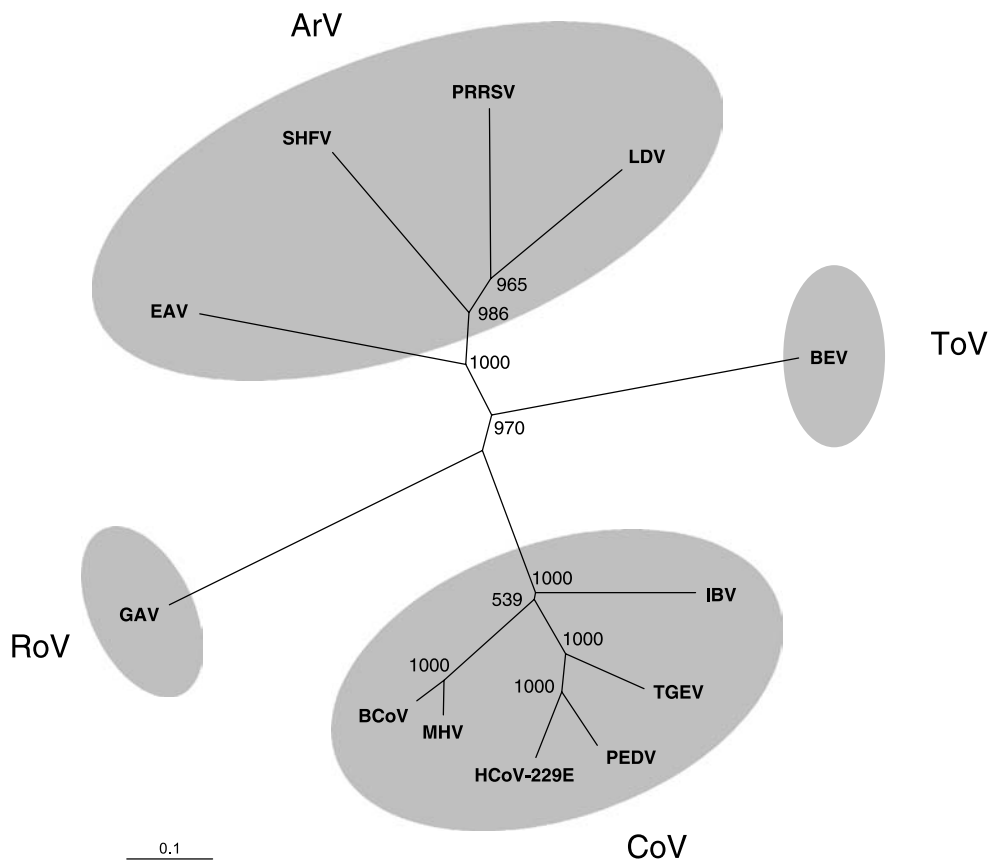 ArV
PRRSV
SHFV
LDV
965
986
EAV
1000
ToV
BEV
970
1000
539
IBV
GAV
RoV
1000
1000
1000
TGEV
BCoV
MHV
PEDV
HCoV-229E
CoV
0.1